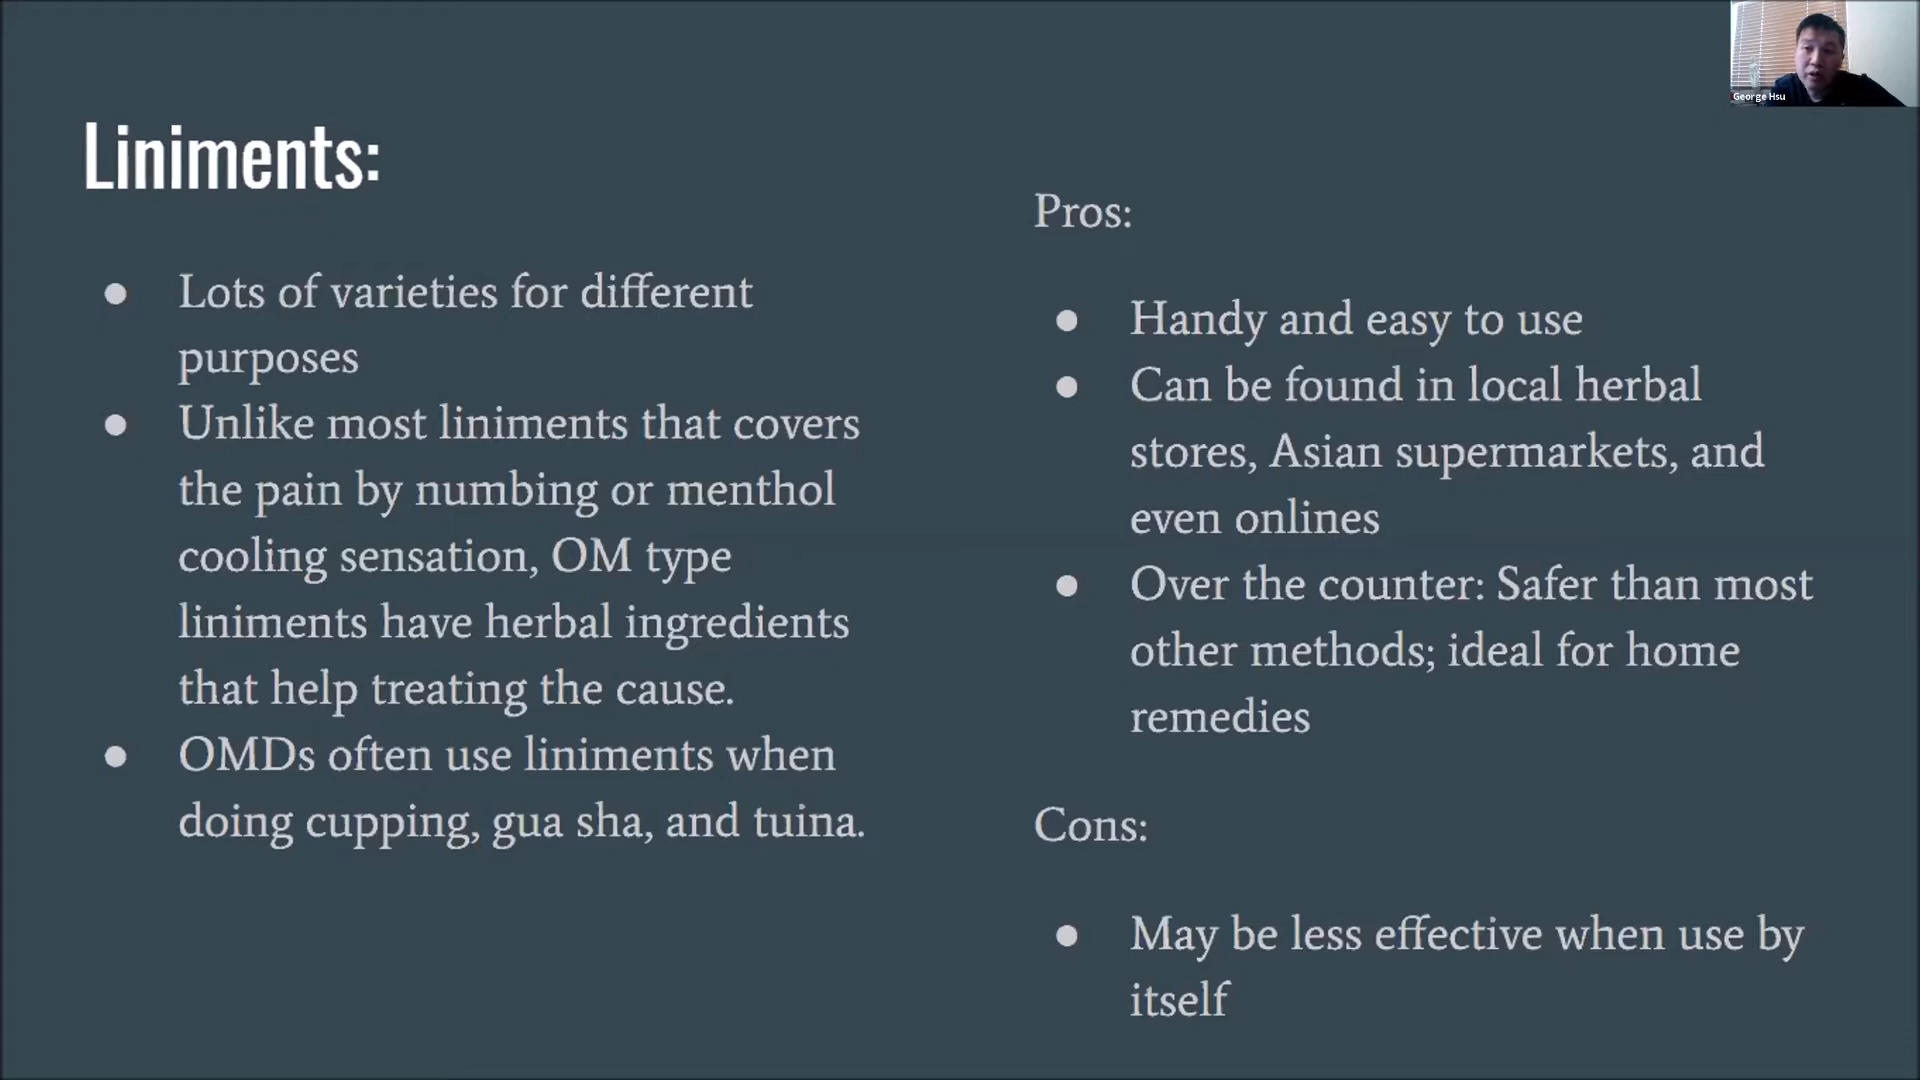 Liniments:
● Lots of varieties for different
purposes
● Unlike most liniments that covers
the pain by numbing or menthol
cooling sensation, OM type
liniments have herbal ingredients
that help treating the cause.
● OMDs often use liniments when
doing cupping, gua sha, and tuina.
Pros:
● Handy and easy to use
● Can be found in local herbal
stores, Asian supermarkets, and
even onlines
● Over the counter: Safer than most
other methods; ideal for home
remedies
Cons:
● May be less effective when use by
itself
George Hsu